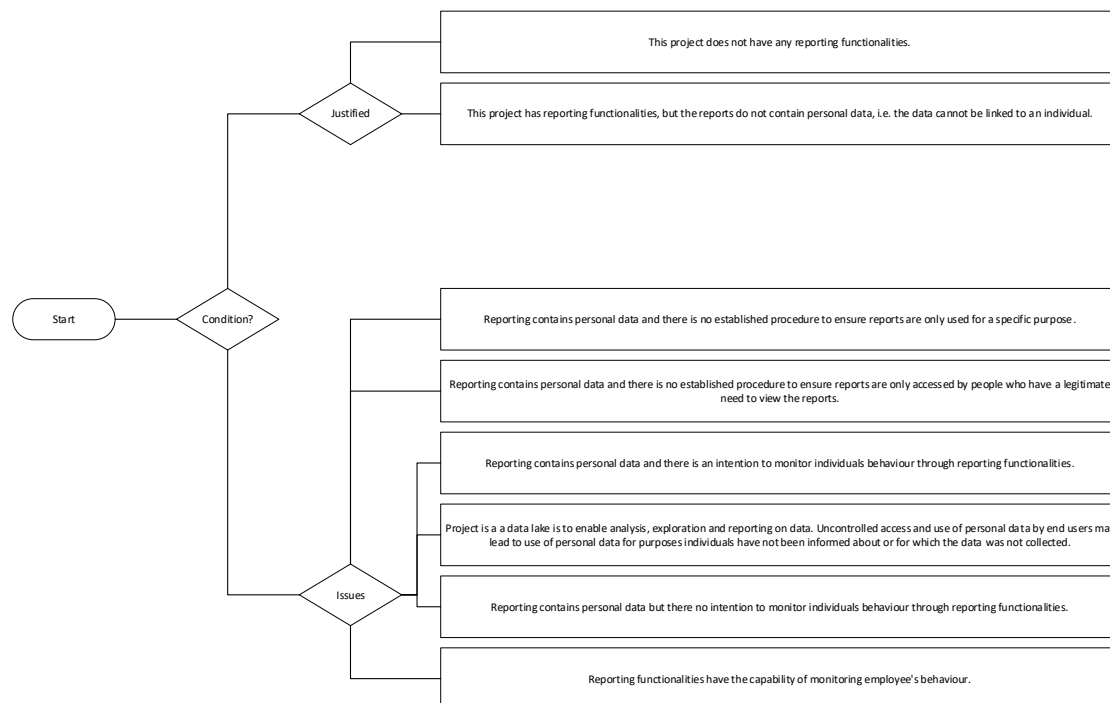 This project does not have any reporting functionalities.
Justified
This project has reporting functionalities, but the reports do not contain personal data, i.e. the data cannot be linked to an individual.
Start
Condition?
Reporting contains personal data and there is no established procedure to ensure reports are only used for a specific purpose.
Reporting contains personal data and there is no established procedure to ensure reports are only accessed by people who have a legitimate
need to view the reports.
Reporting contains personal data and there is an intention to monitor individuals behaviour through reporting functionalities.
Project is a a data lake is to enable analysis, exploration and reporting on data. Uncontrolled access and use of personal data by end users ma
lead to use of personal data for purposes individuals have not been informed about or for which the data was not collected.
Issues
Reporting contains personal data but there no intention to monitor individuals behaviour through reporting functionalities.
Reporting functionalities have the capability of monitoring employee's behaviour.